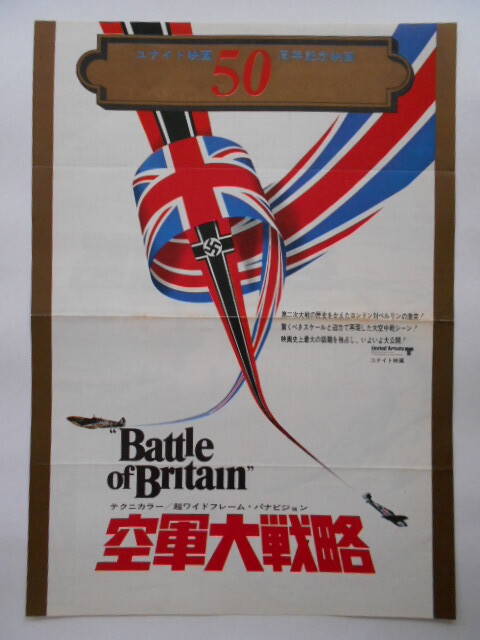 ユナイト映画 50 周年記念映画
第二次大戦の歴史をかえたロンドン対ベルリンの激突!
驚くべきスケールと迫力で再現した大空中戦シーン!
映画史上最大の話題を独占し、いよいよ大公開!
United Artists
ユナイト映画
"Battle
of Britain"
テクニカラー/超ワイドフレーム・パナビジョン
空軍大戦略